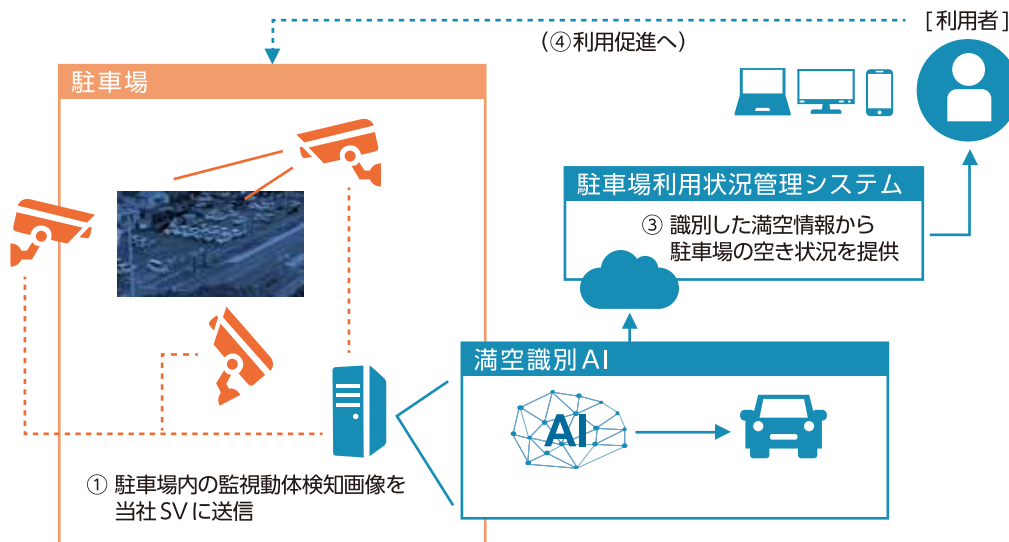 [利用者]
(④利用促進へ)
駐車場
駐車場利用状況管理システム
③ 識別した満空情報から
駐車場の空き状況を提供
満空識別AI
AI
① 駐車場内の監視動体検知画像を
当社SVに送信